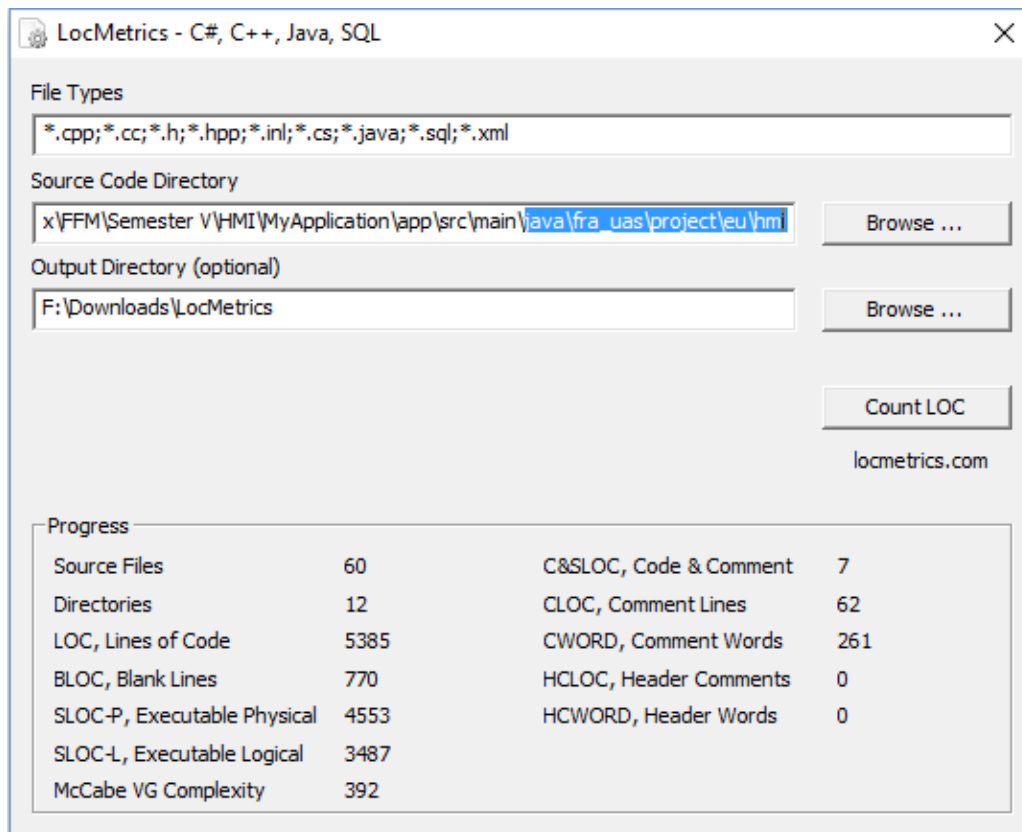 LocMetrics - C#, C++, Java, SQL
File Types
*.cpp;*.cc;*.h;*.hpp;*.inl;*.cs;*.java;*.sql;*.xml
Source Code Directory
x\FFM\Semester V\HMI\MyApplication\app\src\main\java\fra_uas\project\eu\hmi
Browse ...
Output Directory (optional)
F:\Downloads\LocMetrics
Browse ...
Count LOC
locmetrics.com
Progress
Source Files 60 C&SLOC, Code & Comment 7
Directories 12 CLOC, Comment Lines 62
LOC, Lines of Code 5385 CWORD, Comment Words 261
BLOC, Blank Lines 770 HCLOC, Header Comments 0
SLOC-P, Executable Physical 4553 HCWORD, Header Words 0
SLOC-L, Executable Logical 3487
McCabe VG Complexity 392